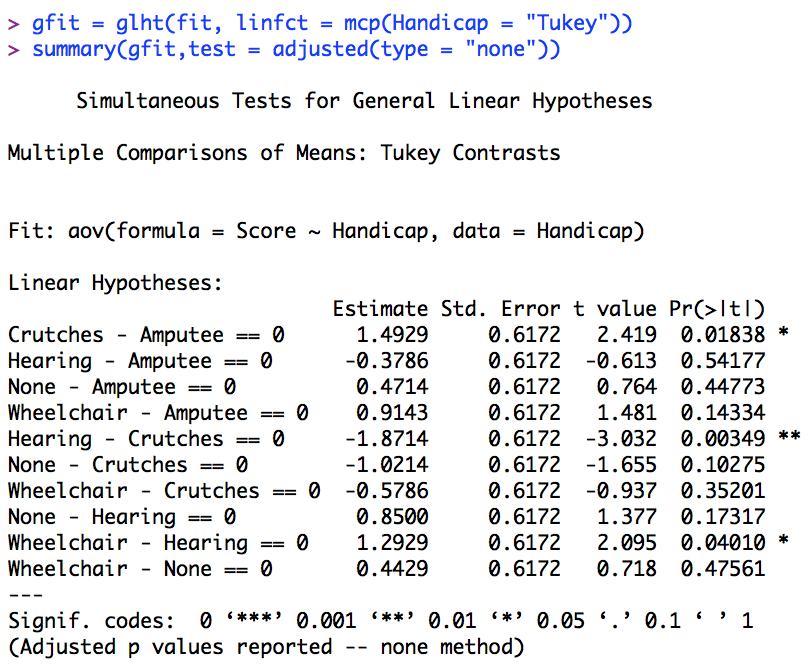 > gfit = glht(fit, linfct = mcp(Handicap = "Tukey"))
> summary(gfit,test = adjusted(type = "none"))
Simultaneous Tests for General Linear Hypotheses
Multiple Comparisons of Means: Tukey Contrasts
Fit: aov(formula = Score ~ Handicap, data = Handicap)
Linear Hypotheses:
Estimate Std. Error t value Pr(>|t|)
Crutches - Amputee == 0 1.4929 0.6172 2.419 0.01838 *
Hearing - Amputee == 0 -0.3786 0.6172 -0.613 0.54177
None - Amputee == 0 0.4714 0.6172 0.764 0.44773
Wheelchair - Amputee == 0 0.9143 0.6172 1.481 0.14334
Hearing - Crutches == 0 -1.8714 0.6172 -3.032 0.00349 **
None - Crutches == 0 -1.0214 0.6172 -1.655 0.10275
Wheelchair - Crutches == 0 -0.5786 0.6172 -0.937 0.35201
None - Hearing == 0 0.8500 0.6172 1.377 0.17317
Wheelchair - Hearing == 0 1.2929 0.6172 2.095 0.04010 *
Wheelchair - None == 0 0.4429 0.6172 0.718 0.47561
---
Signif. codes: 0 ‘***’ 0.001 ‘**’ 0.01 ‘*’ 0.05 ‘.’ 0.1 ‘ ’ 1
(Adjusted p values reported -- none method)